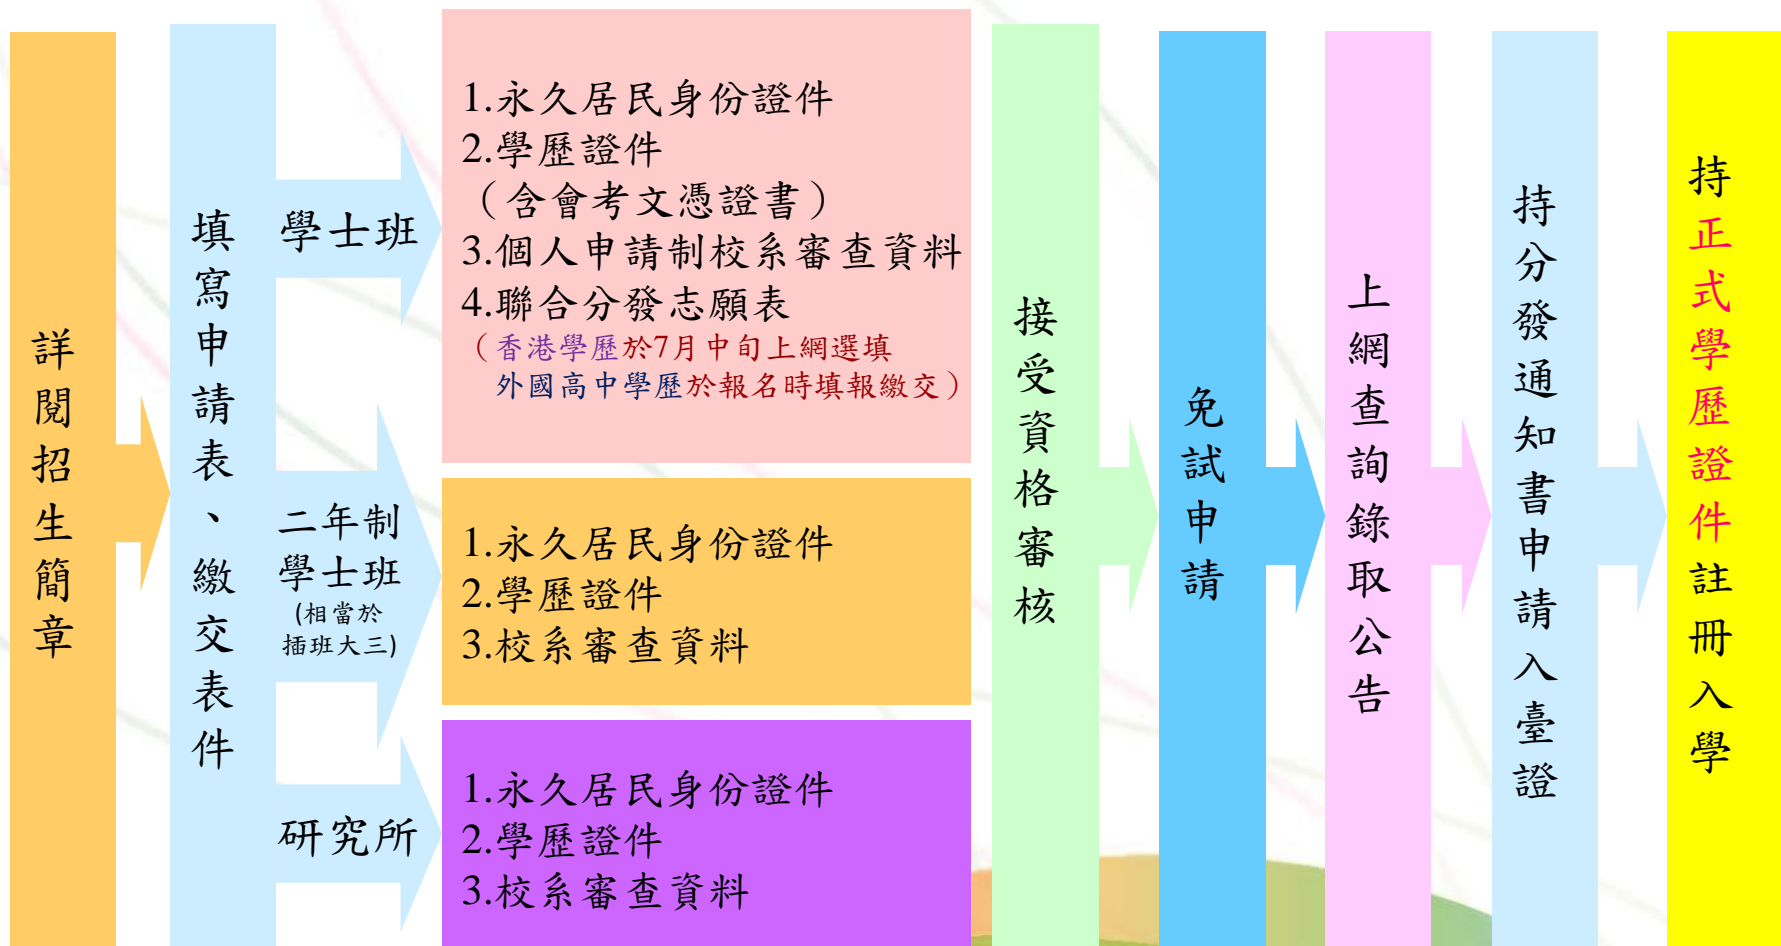 詳閱招生簡章
填寫申請表、繳交表件
學士班
1.永久居民身份證件
2.學歷證件
（含會考文憑證書）
3.個人申請制校系審查資料
4.聯合分發志願表
（香港學歷於7月中旬上網選填
外國高中學歷於報名時填報繳交）
二年制
學士班
(相當於
插班大三)
1.永久居民身份證件
2.學歷證件
3.校系審查資料
研究所
1.永久居民身份證件
2.學歷證件
3.校系審查資料
接受資格審核
免試申請
上網查詢錄取公告
持分發通知書申請入臺證
持正式學歷證件註冊入學